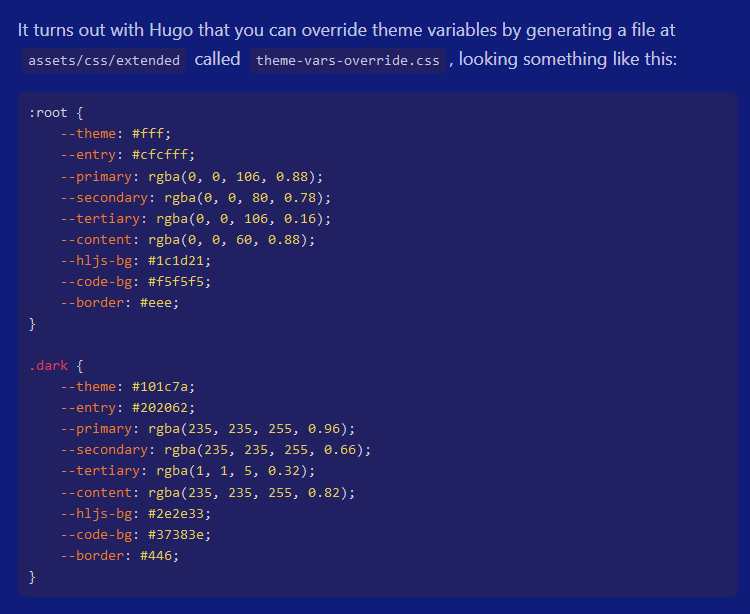 It turns out with Hugo that you can override theme variables by generating a file at
assets/css/extended called theme-vars-override.css , looking something like this:
:root {
    --theme: #fff;
    --entry: #cfcfff;
    --primary: rgba(0, 0, 106, 0.88);
    --secondary: rgba(0, 0, 80, 0.78);
    --tertiary: rgba(0, 0, 106, 0.16);
    --content: rgba(0, 0, 60, 0.88);
    --hljs-bg: #1c1d21;
    --code-bg: #f5f5f5;
    --border: #eee;
}

.dark {
    --theme: #101c7a;
    --entry: #202062;
    --primary: rgba(235, 235, 255, 0.96);
    --secondary: rgba(235, 235, 255, 0.66);
    --tertiary: rgba(1, 1, 5, 0.32);
    --content: rgba(235, 235, 255, 0.82);
    --hljs-bg: #2e2e33;
    --code-bg: #37383e;
    --border: #446;
}